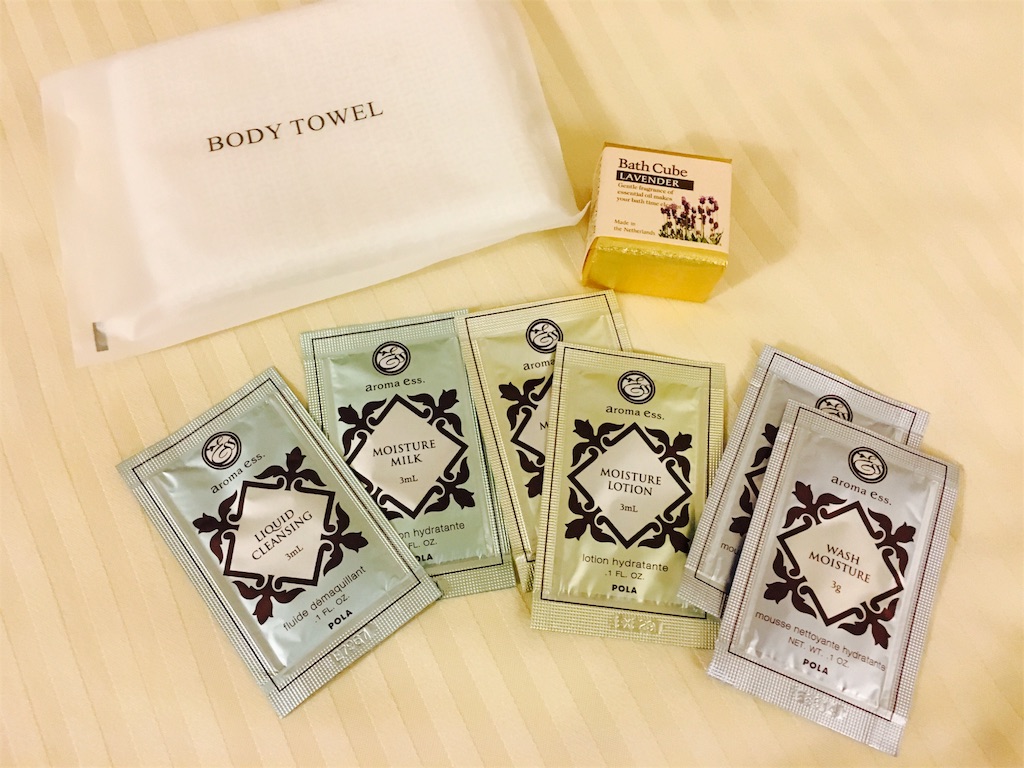 BODY TOWEL
Bath Cube
LAVENDER
Gentle fragrance of
essential oil makes
your bath time
Made in
the Netherlands
aroma ess.
LIQUID
CLEANSING
3mL
fluide démaquillant
.1 FL. OZ.
POLA
aroma ess.
MOISTURE
MILK
3mL
hydratante
FL. OZ.
POLA
aroma
aroma ess.
MOISTURE
LOTION
3mL
lotion hydratante
.1 FL. OZ.
POLA
aroma ess.
WASH
MOISTURE
3g
mousse nettoyante hydratante
NET. WT. .1 OZ.
POLA